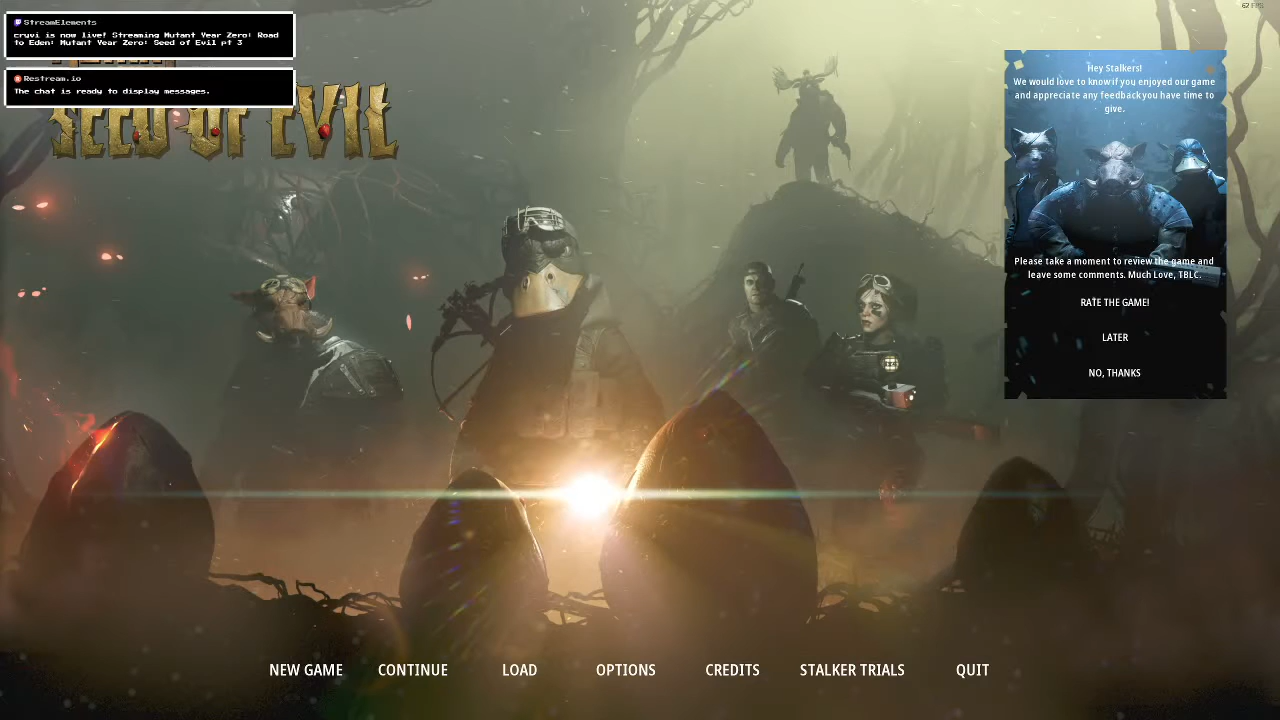 62 FPS
StreamElements
cryvi is now live! Streaming Mutant Year Zero: Road
to Eden: Mutant Year Zero: Seed of Evil pt 3
Restream.io
The chat is ready to display messages.
SEED OF EVIL
Hey Stalkers!
We would love to know if you enjoyed our game
and appreciate any feedback you have time to
give.
Please take a moment to review the game and
leave some comments. Much Love, TBLC.
RATE THE GAME!
LATER
NO, THANKS
NEW GAME
CONTINUE
LOAD
OPTIONS
CREDITS
STALKER TRIALS
QUIT